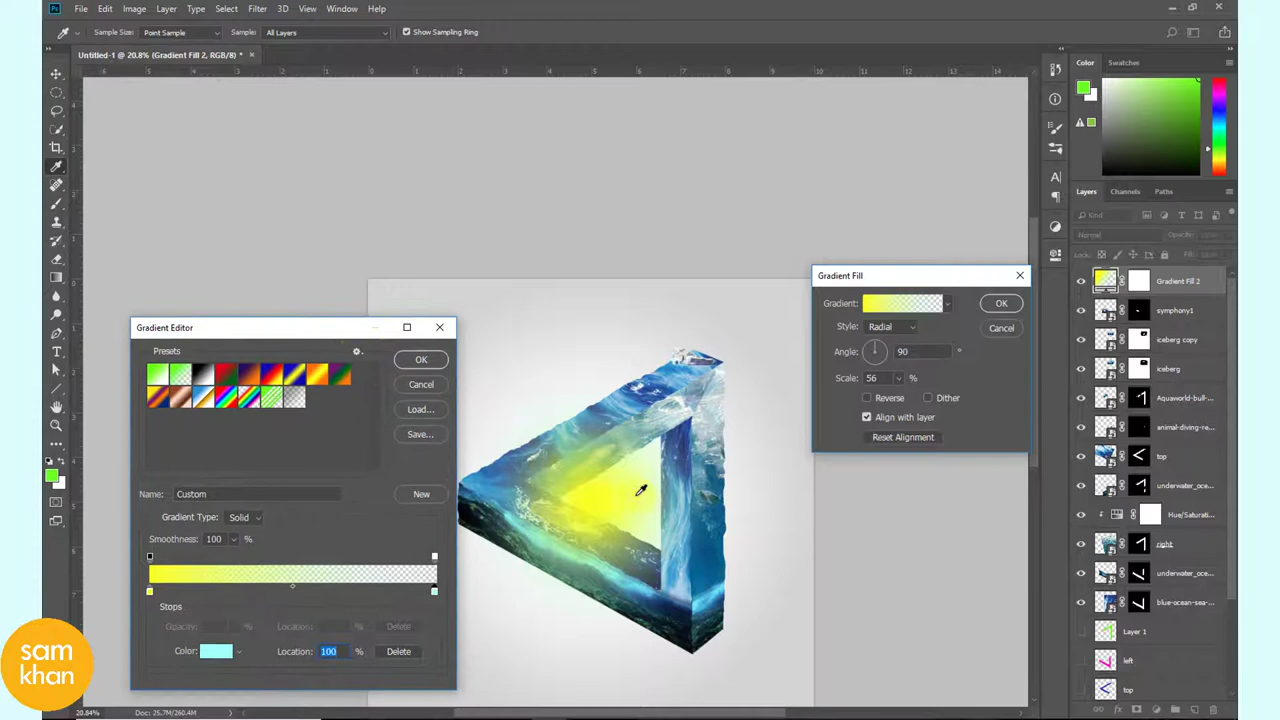 Ps File Edit Image Layer Type Select Filter 3D View Window Help
Sample Size: Point Sample Sample: All Layers Show Sampling Ring
Untitled-1 @ 20.8% (Gradient Fill 2, RGB/8) *
Color Swatches
Layers Channels Paths
Kind
Normal Opacity:
Lock: Fill:
Gradient Fill 2
symphony1
iceberg copy
iceberg
Aquaworld-bull-...
animal-diving-re...
top
underwater_oce...
Hue/Saturati...
right
underwater_oce...
blue-ocean-sea-...
Layer 1
left
top
Gradient Fill
Gradient: OK
Style: Radial Cancel
Angle: 90 °
Scale: 56 %
Reverse Dither
Align with layer
Reset Alignment
Gradient Editor
Presets
OK
Cancel
Load...
Save...
Name: Custom New
Gradient Type: Solid
Smoothness: 100 %
Stops
Opacity: Location: % Delete
Color: Location: 100 % Delete
sam
khan
20.84% Doc: 25.7M/260.4M